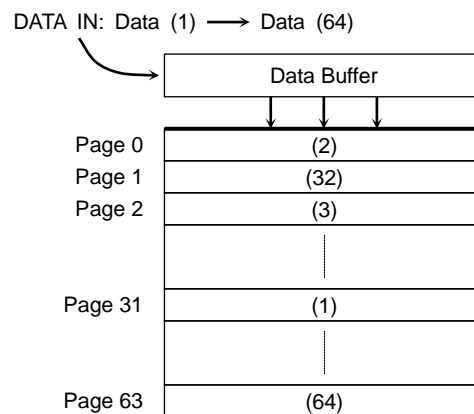 DATA IN: Data (1) Data (64)
Data Buffer
Page 0 (2)
Page 1 (32)
Page 2 (3)
Page 31 (1)
Page 63 (64)